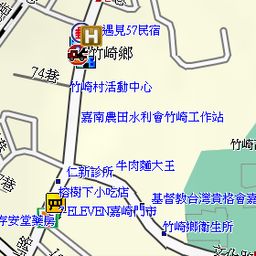 H
遇見57民宿
竹崎鄉
74巷
竹崎村活動中心
嘉南農田水利會竹崎工作站
竹崎
牛肉麵大王
仁新診所
榕樹下小吃店
基督教台灣貴格會嘉
7-ELEVEN嘉崎門市
存安堂藥房
竹崎鄉衛生所